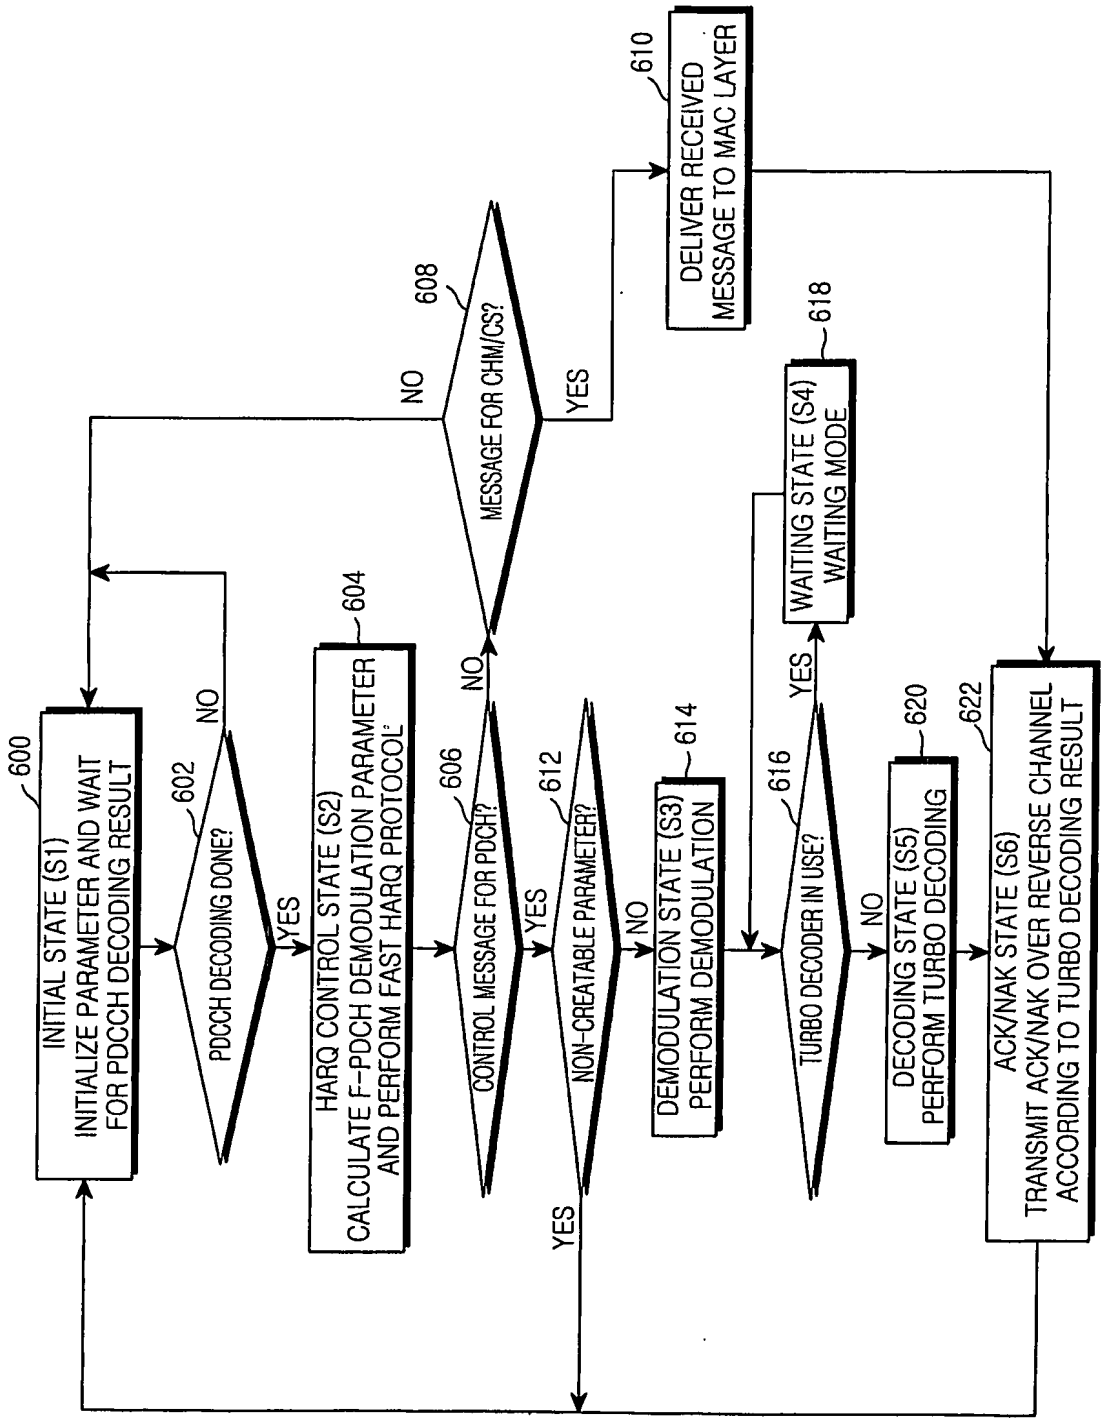 600
INITIAL STATE (S1)
INITIALIZE PARAMETER AND WAIT
FOR PDCCH DECODING RESULT
602
PDCCH DECODING DONE?
NO
YES
604
HARQ CONTROL STATE (S2)
CALCULATE F-PDCH DEMODULATION PARAMETER
AND PERFORM FAST HARQ PROTOCOL
606
CONTROL MESSAGE FOR PDCH?
NO
YES
608
MESSAGE FOR CHM/CS?
NO
YES
610
DELIVER RECEIVED
MESSAGE TO MAC LAYER
612
NON-CREATABLE PARAMETER?
YES
NO
614
DEMODULATION STATE (S3)
PERFORM DEMODULATION
616
TURBO DECODER IN USE?
YES
NO
618
WAITING STATE (S4)
WAITING MODE
620
DECODING STATE (S5)
PERFORM TURBO DECODING
622
ACK/NAK STATE (S6)
TRANSMIT ACK/NAK OVER REVERSE CHANNEL
ACCORDING TO TURBO DECODING RESULT